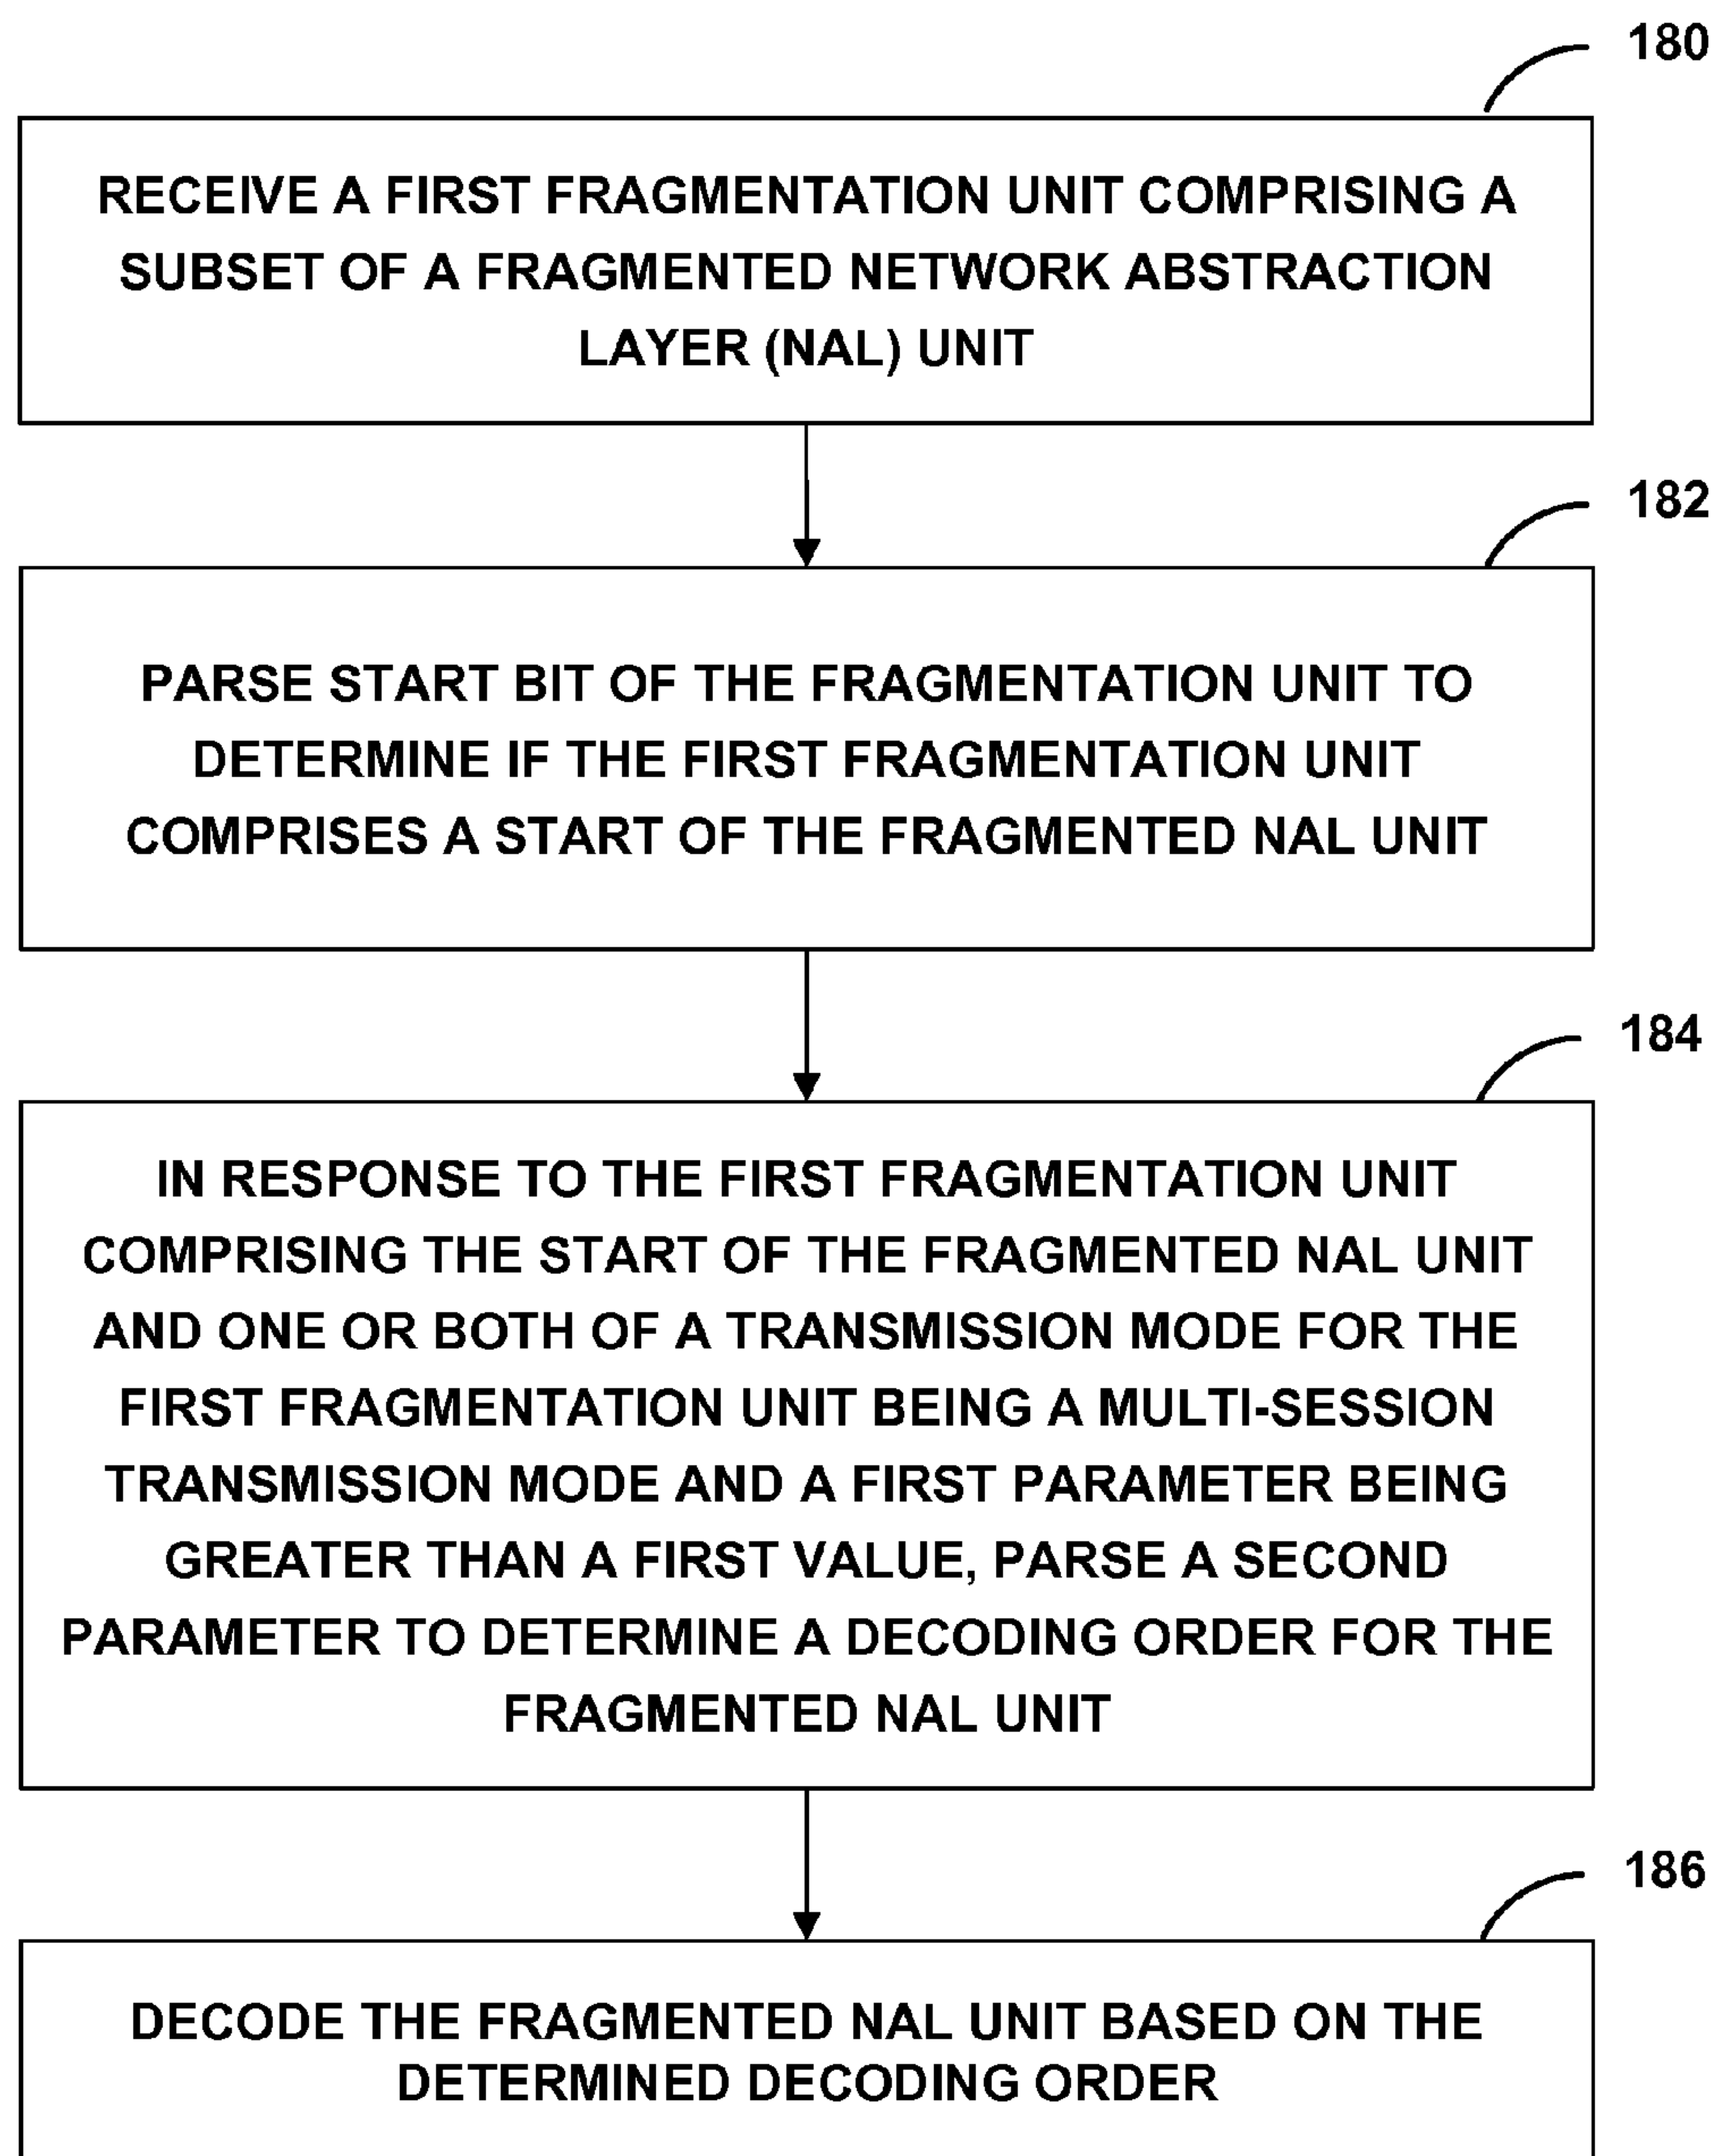 180
RECEIVE A FIRST FRAGMENTATION UNIT COMPRISING A
SUBSET OF A FRAGMENTED NETWORK ABSTRACTION
LAYER (NAL) UNIT
182
PARSE START BIT OF THE FRAGMENTATION UNIT TO
DETERMINE IF THE FIRST FRAGMENTATION UNIT
COMPRISES A START OF THE FRAGMENTED NAL UNIT
184
IN RESPONSE TO THE FIRST FRAGMENTATION UNIT
COMPRISING THE START OF THE FRAGMENTED NAL UNIT
AND ONE OR BOTH OF A TRANSMISSION MODE FOR THE
FIRST FRAGMENTATION UNIT BEING A MULTI-SESSION
TRANSMISSION MODE AND A FIRST PARAMETER BEING
GREATER THAN A FIRST VALUE, PARSE A SECOND
PARAMETER TO DETERMINE A DECODING ORDER FOR THE
FRAGMENTED NAL UNIT
186
DECODE THE FRAGMENTED NAL UNIT BASED ON THE
DETERMINED DECODING ORDER